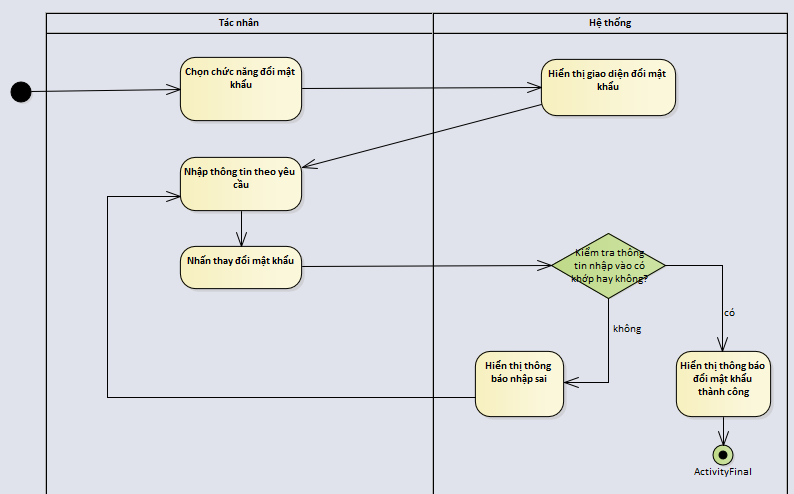 Tác nhân
Hệ thống
Chọn chức năng đổi mật
khẩu
Hiển thị giao diện đổi mật
khẩu
Nhập thông tin theo yêu
cầu
Nhấn thay đổi mật khẩu
Kiểm tra thông
tin nhập vào có
khớp hay không?
có
không
Hiển thị thông
báo nhập sai
Hiển thị thông báo
đổi mật khẩu
thành công
ActivityFinal